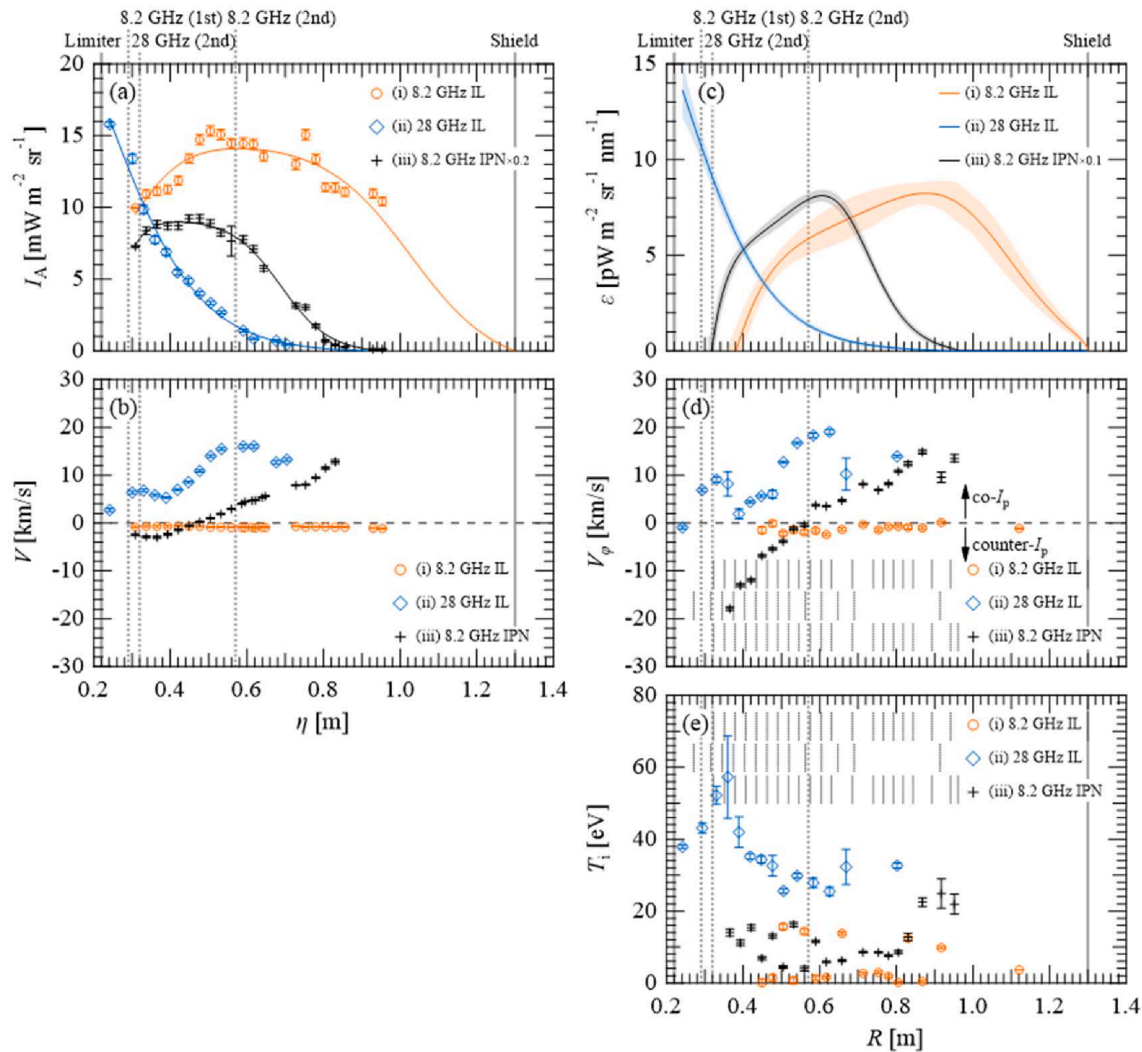 8.2 GHz (1st) 8.2 GHz (2nd)
Limiter 28 GHz (2nd) Shield
(a)
(i) 8.2 GHz IL
(ii) 28 GHz IL
(iii) 8.2 GHz IPN×0.2
I_A [mW m⁻² sr⁻¹]
20
15
10
5
0
(b)
V [km/s]
30
20
10
0
-10
-20
-30
(i) 8.2 GHz IL
(ii) 28 GHz IL
(iii) 8.2 GHz IPN
0.2 0.4 0.6 0.8 1.0 1.2 1.4
η [m]
8.2 GHz (1st) 8.2 GHz (2nd)
Limiter 28 GHz (2nd) Shield
(c)
(i) 8.2 GHz IL
(ii) 28 GHz IL
(iii) 8.2 GHz IPN×0.1
ε [pW m⁻² sr⁻¹ nm⁻¹]
15
10
5
0
(d)
V_φ [km/s]
30
20
10
0
-10
-20
-30
co-I_p
counter-I_p
(i) 8.2 GHz IL
(ii) 28 GHz IL
(iii) 8.2 GHz IPN
(e)
(i) 8.2 GHz IL
(ii) 28 GHz IL
(iii) 8.2 GHz IPN
T_i [eV]
80
60
40
20
0
0.2 0.4 0.6 0.8 1.0 1.2 1.4
R [m]